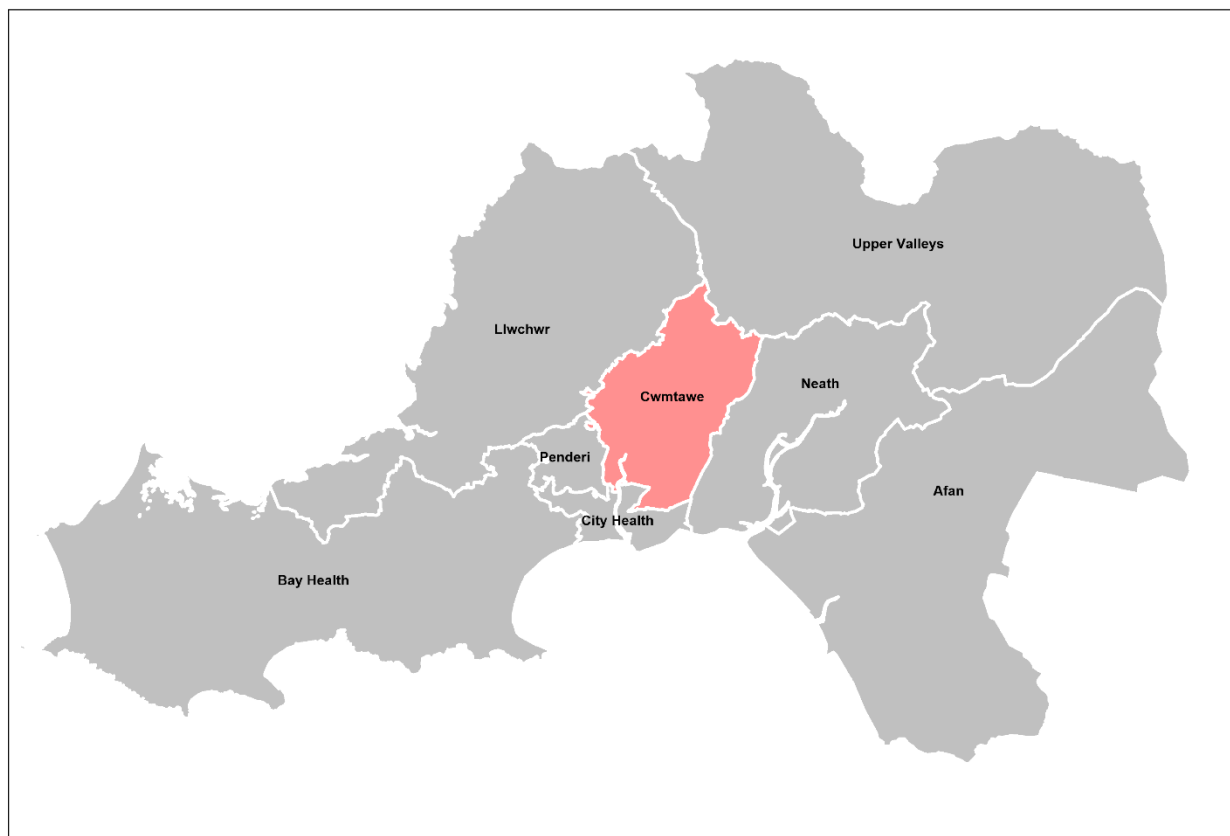 Upper Valleys
Llwchwr
Neath
Cwmtawe
Penderi
Afan
City Health
Bay Health